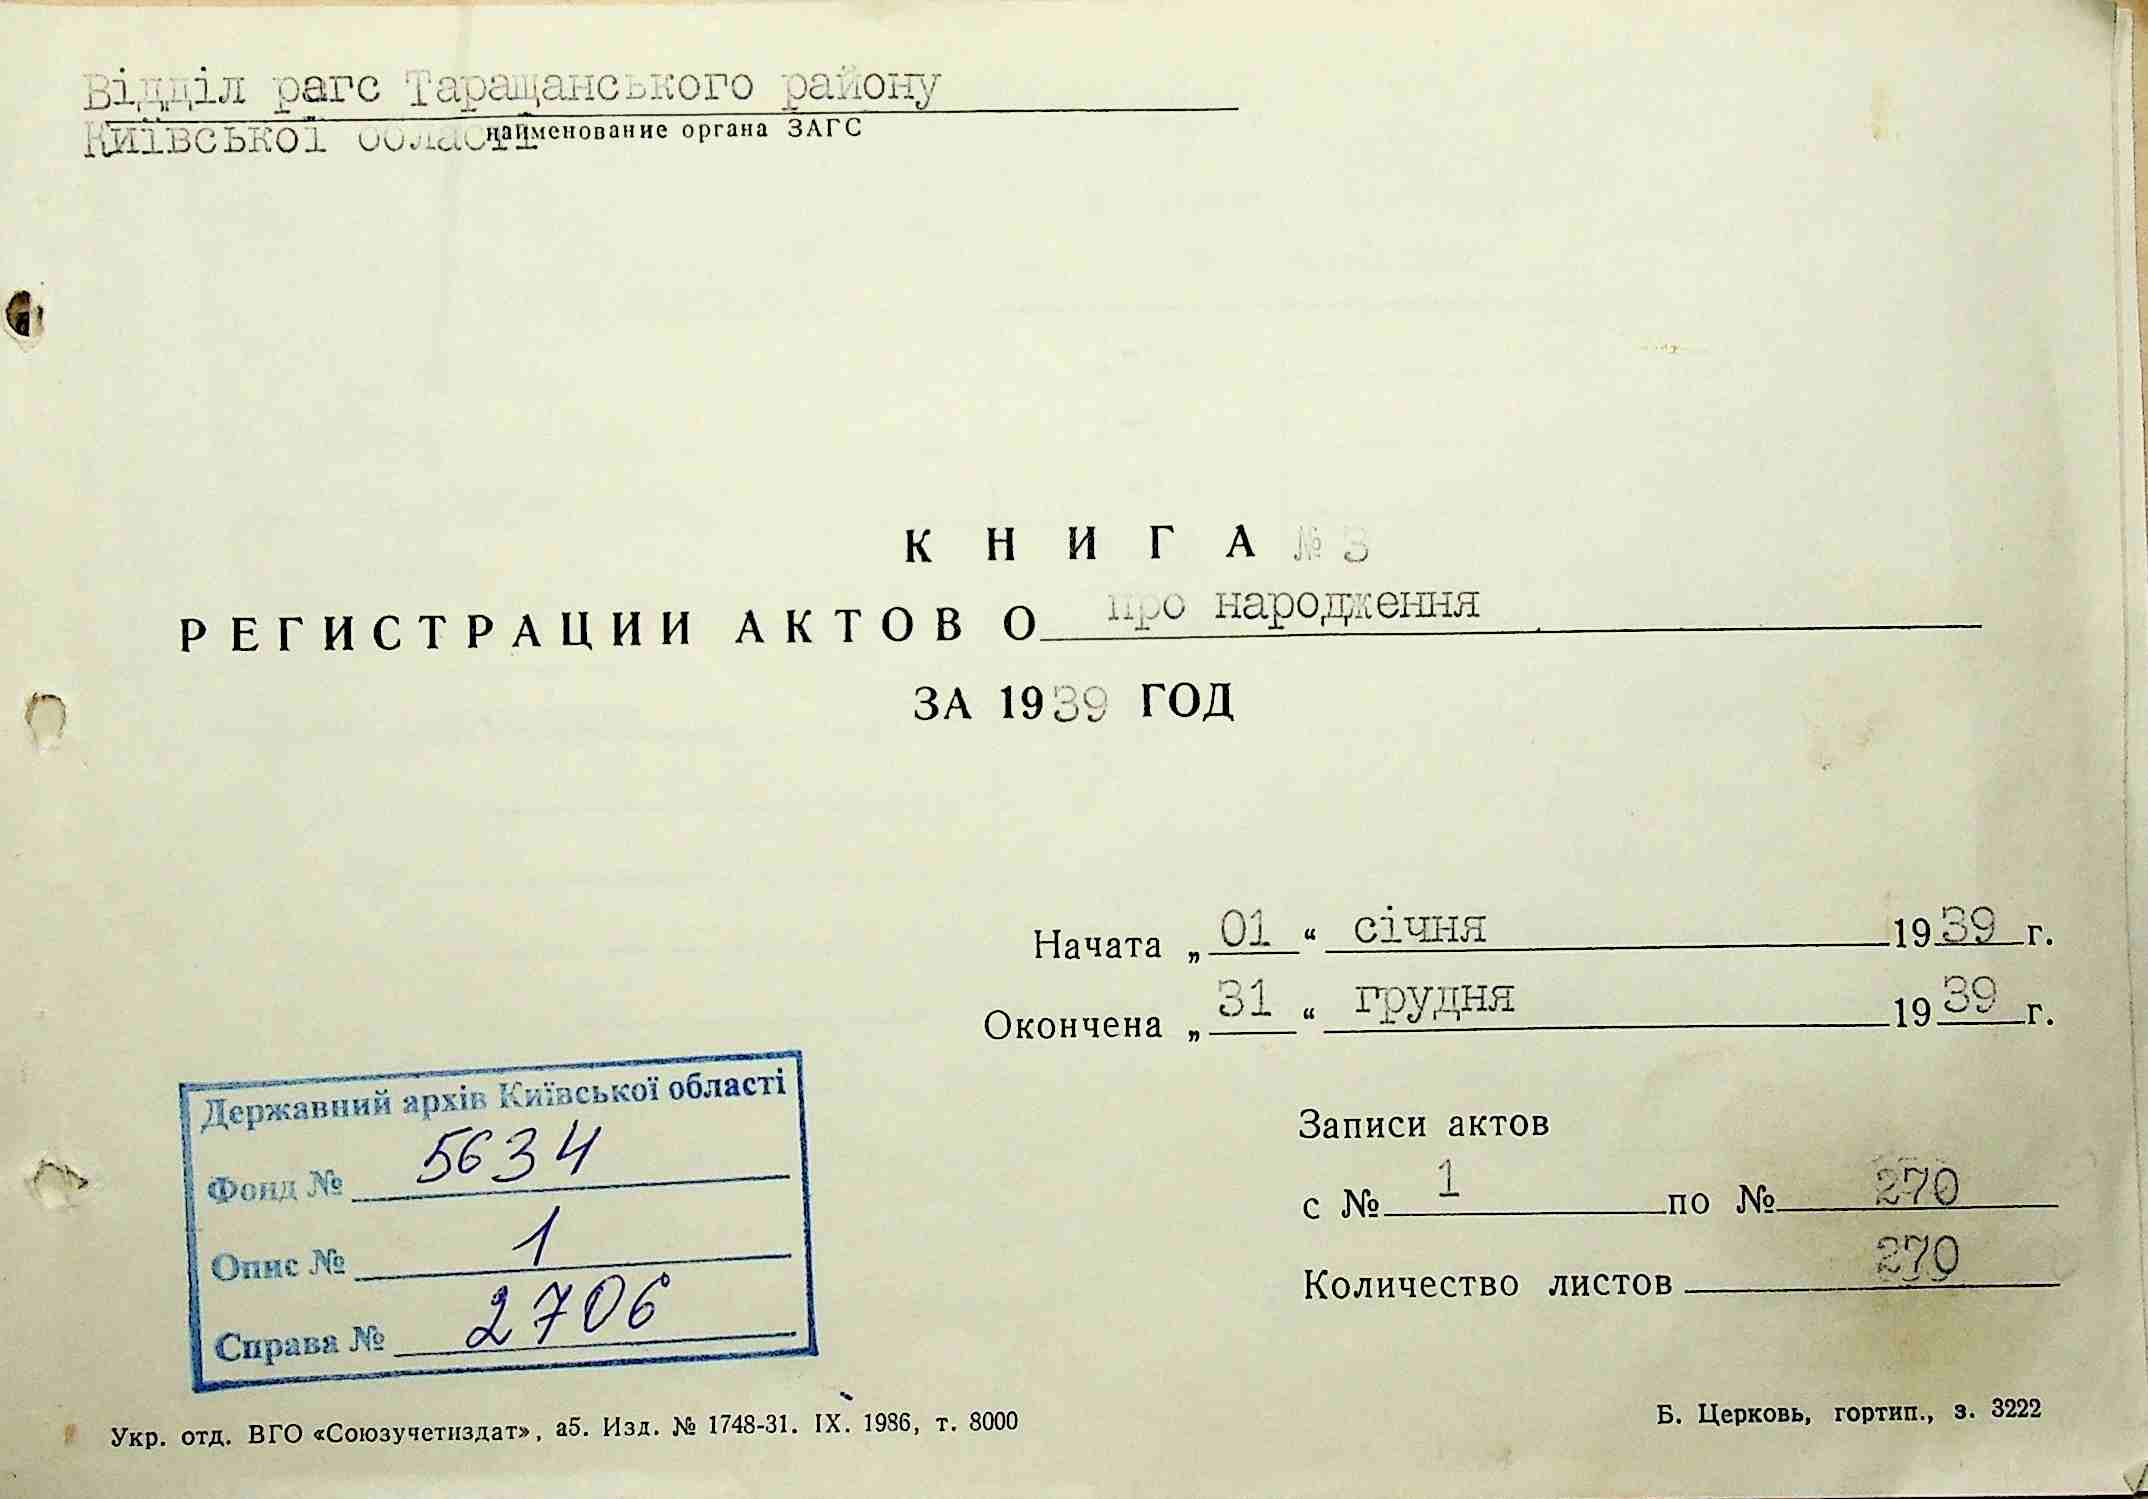 Відділ рагс Таращанського району
Київської області
наименование органа ЗАГС
КНИГА № 3
РЕГИСТРАЦИИ АКТОВ О про народження
ЗА 1939 ГОД
Начата „ 01 “ січня 1939 г.
Окончена „ 31 “ грудня 1939 г.
Записи актов
с № 1 по № 270
Количество листов 270
Державний архів Київської області
Фонд № 5634
Опис № 1
Справа № 2706
Укр. отд. ВГО «Союзучетиздат», а5. Изд. № 1748-31. IX. 1986, т. 8000
Б. Церковь, гортип., з. 3222